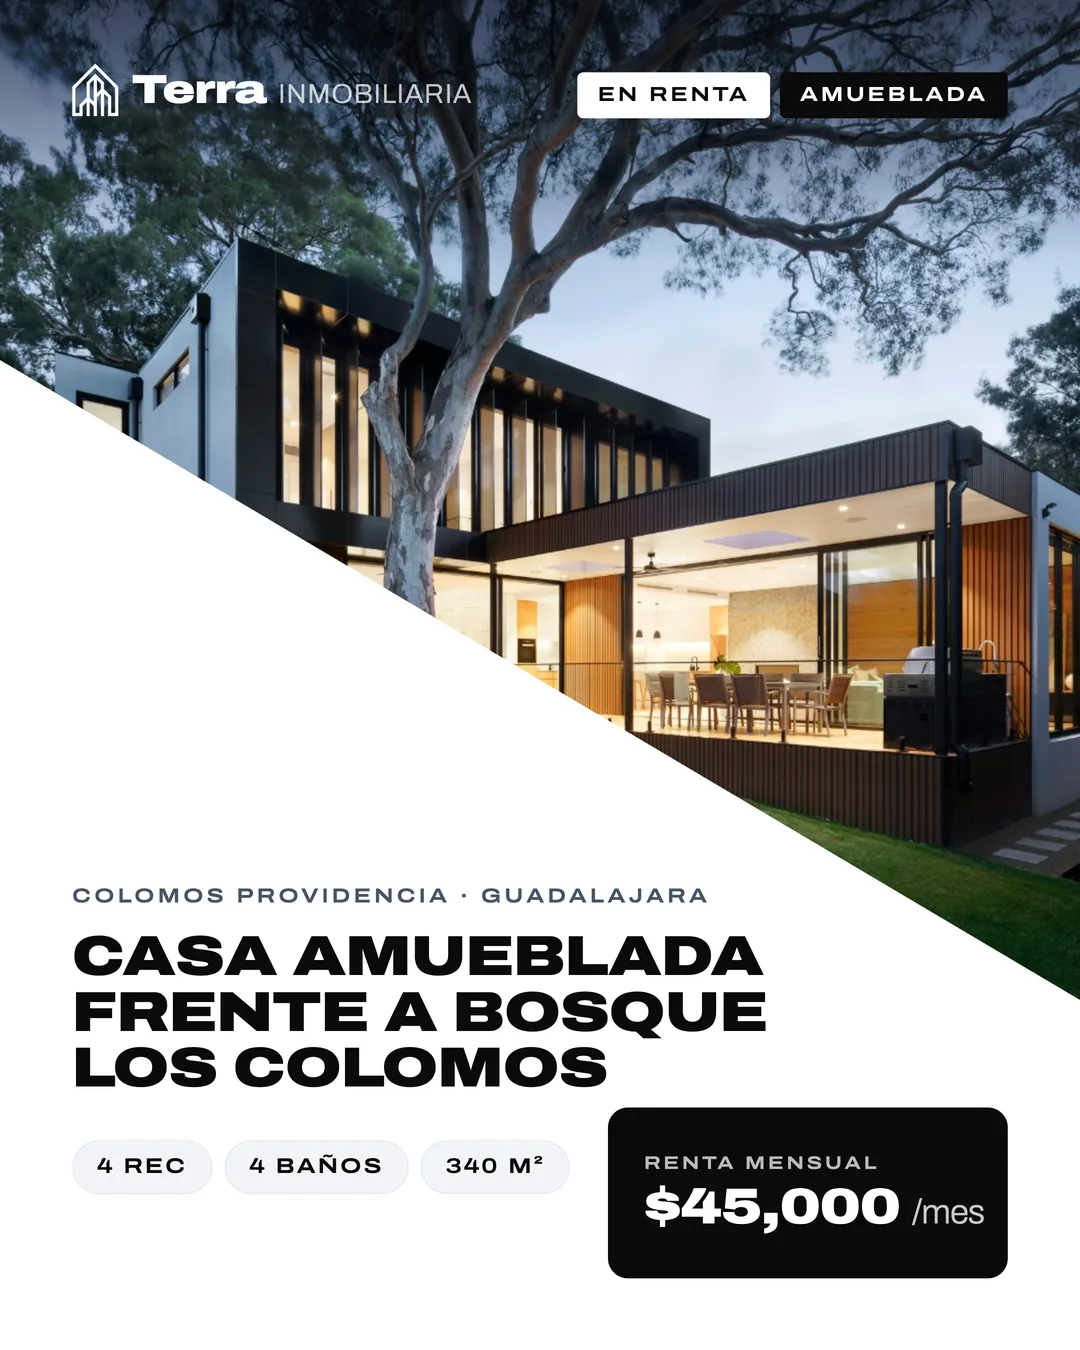 Terra INMOBILIARIA
EN RENTA
AMUEBLADA
COLOMOS PROVIDENCIA · GUADALAJARA
CASA AMUEBLADA
FRENTE A BOSQUE
LOS COLOMOS
4 REC
4 BAÑOS
340 M²
RENTA MENSUAL
$45,000 /mes